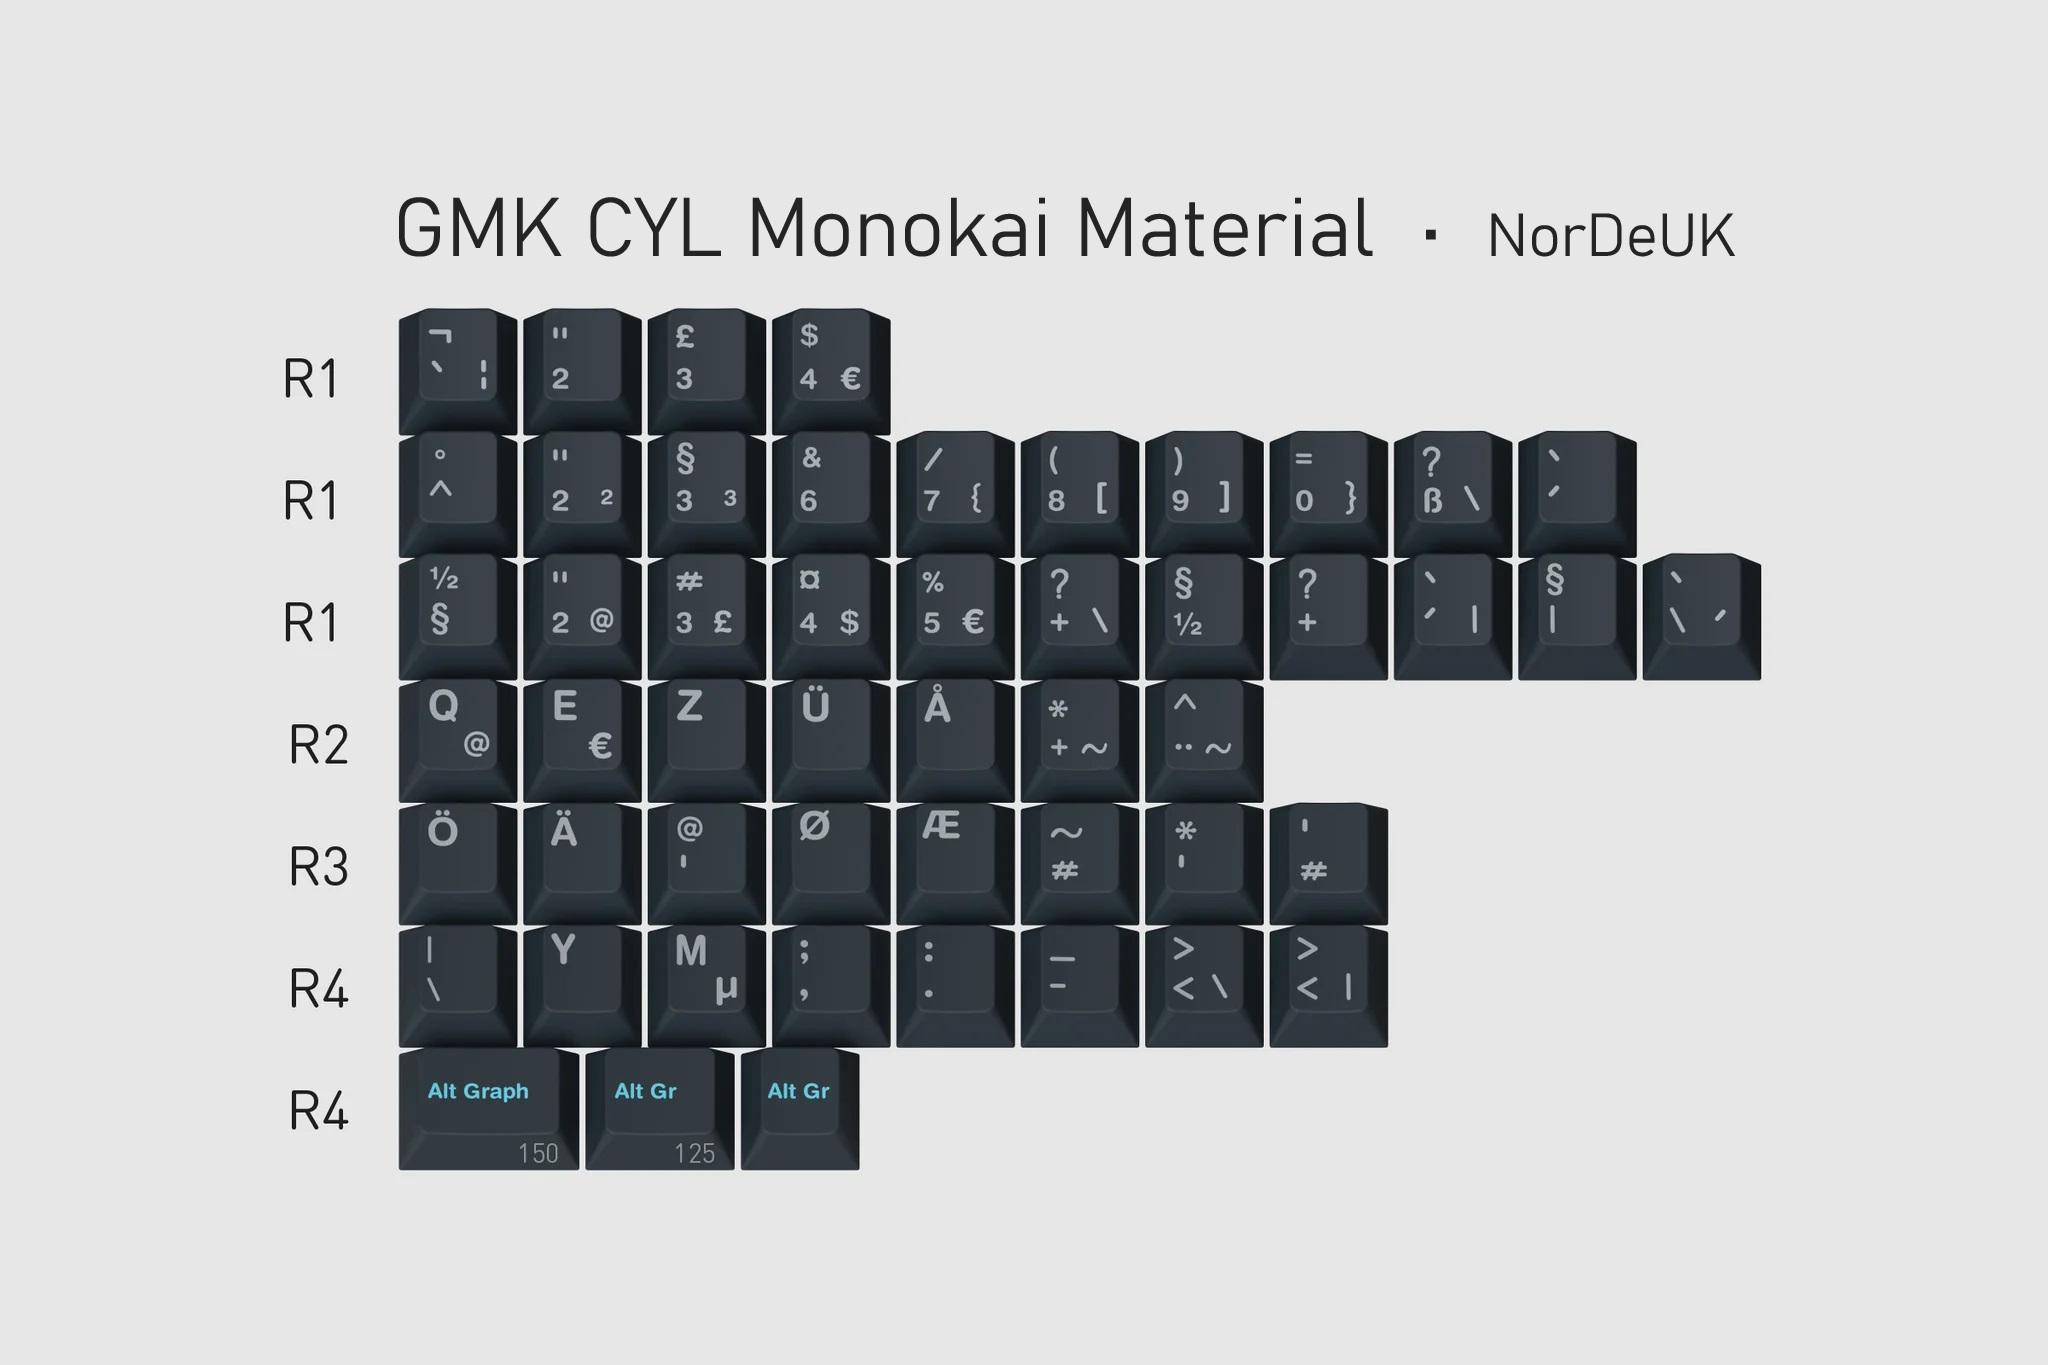 GMK CYL Monokai Material · NorDeUK
R1 ¬ ` ¦ " 2 £ 3 $ 4 €
R1 ° ^ " 2 ² § 3 ³ & 6 / 7 { ( 8 [ ) 9 ] = 0 } ? ß \ ` ´
R1 ½ § " 2 @ # 3 £ ¤ 4 $ % 5 € ? + \ § ½ ? + ` ´ | § | ` \ ´
R2 Q @ E € Z Ü Å * + ~ ^ ¨ ~
R3 Ö Ä @ ' Ø Æ ~ # * ' ' #
R4 | \ Y M µ ; , : . _ - > < \ > < |
R4 Alt Graph 150 Alt Gr 125 Alt Gr